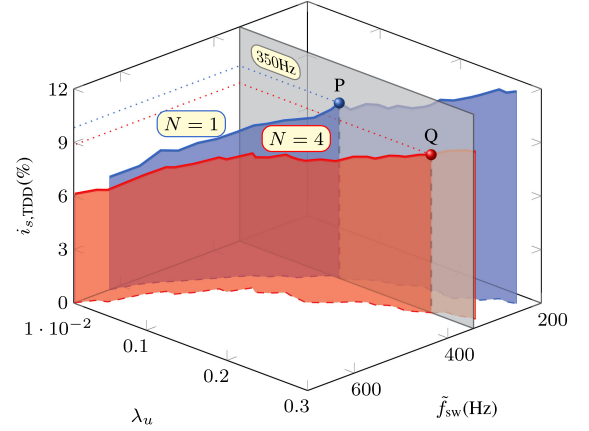 P
350Hz
12
N = 1
N = 4
Q
9
6
3
0
i_{s,TDD}(%)
1 · 10^{−2}
0.1
0.2
0.3
λ_u
200
400
600
f̃_{sw}(Hz)